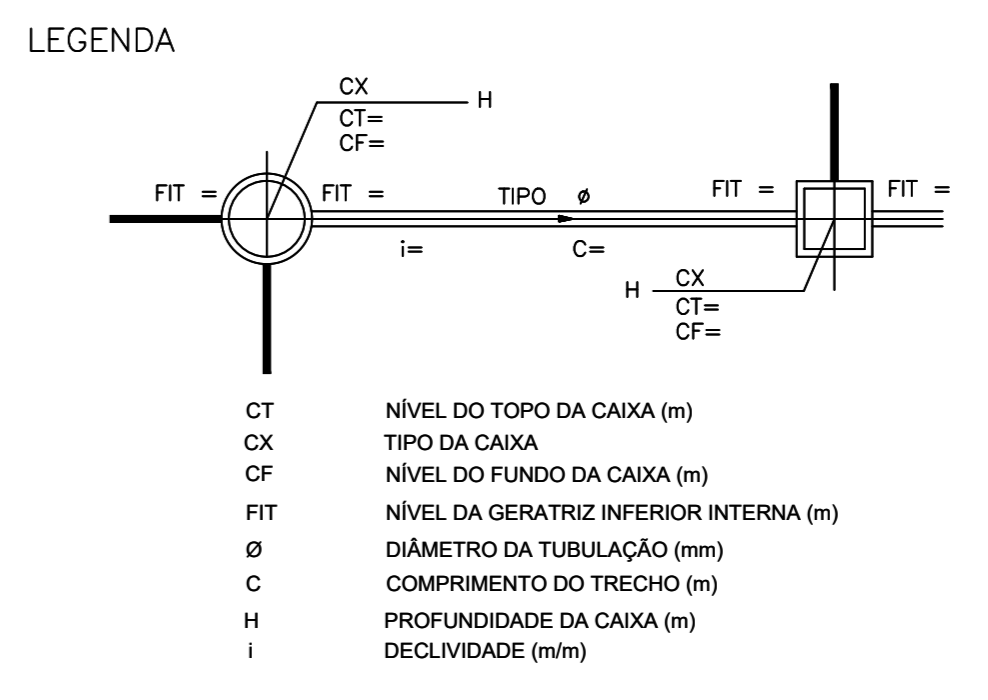 LEGENDA
CX
H
CT=
CF=
FIT =
FIT =
TIPO Ø
FIT =
FIT =
i=
C=
H
CX
CT=
CF=
CT NÍVEL DO TOPO DA CAIXA (m)
CX TIPO DA CAIXA
CF NÍVEL DO FUNDO DA CAIXA (m)
FIT NÍVEL DA GERATRIZ INFERIOR INTERNA (m)
Ø DIÂMETRO DA TUBULAÇÃO (mm)
C COMPRIMENTO DO TRECHO (m)
H PROFUNDIDADE DA CAIXA (m)
i DECLIVIDADE (m/m)